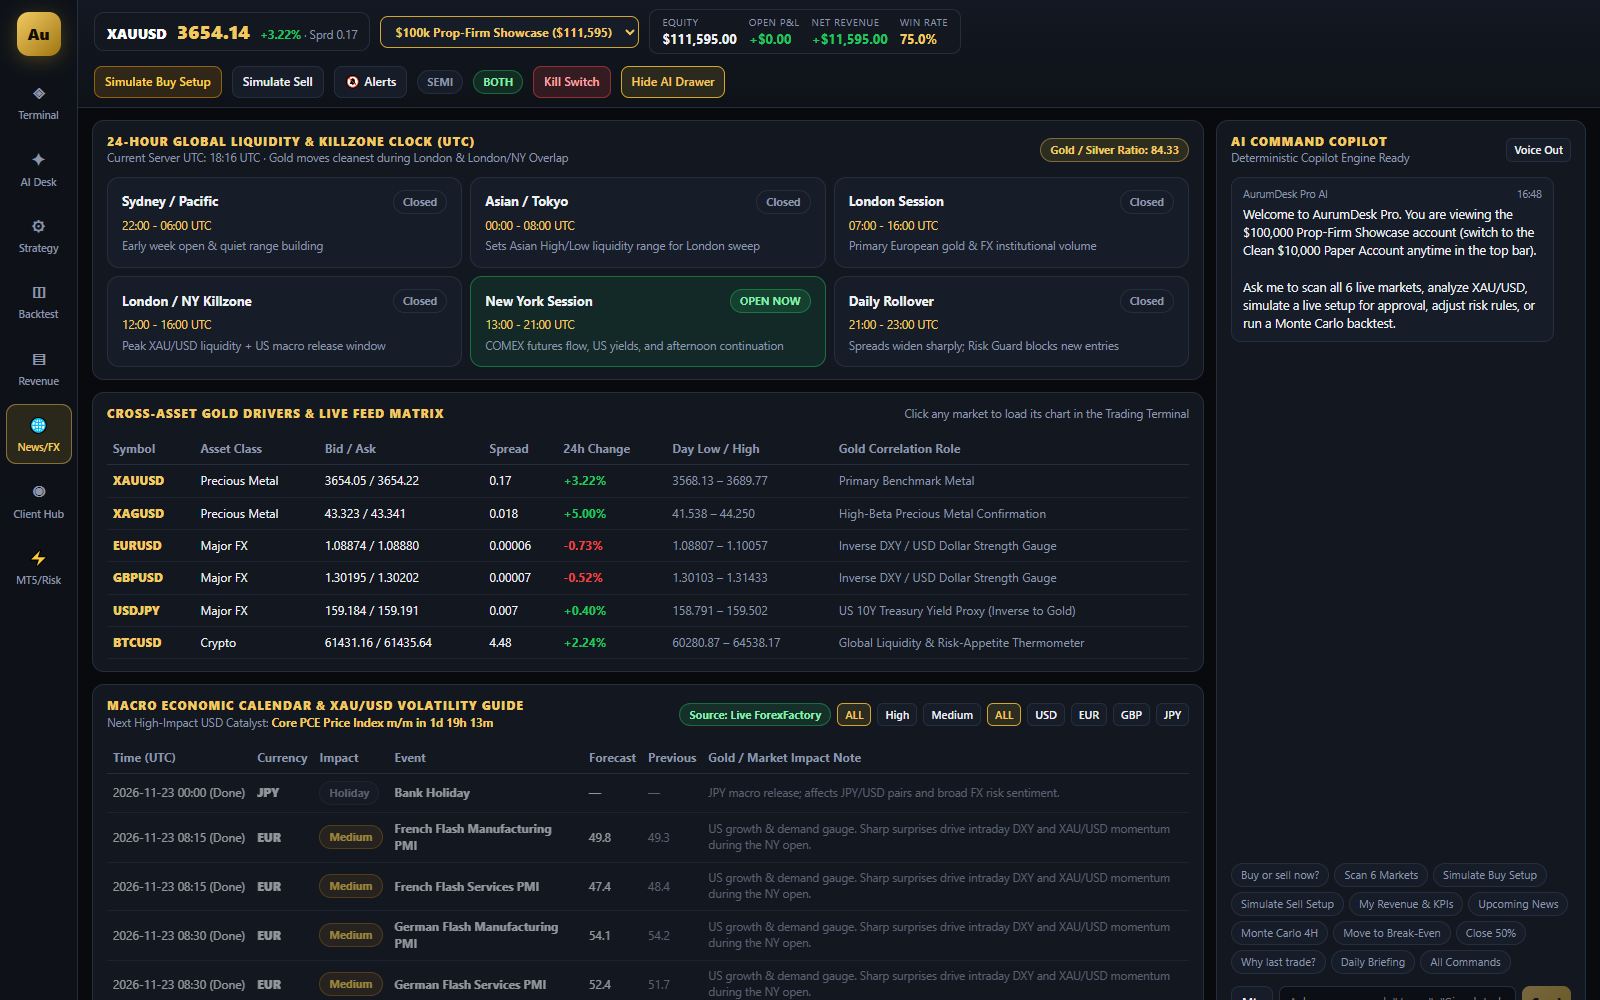 Au
XAUUSD 3654.14 +3.22% · Sprd 0.17
$100k Prop-Firm Showcase ($111,595)
EQUITY OPEN P&L NET REVENUE WIN RATE
$111,595.00 +$0.00 +$11,595.00 75.0%
Simulate Buy Setup Simulate Sell Alerts SEMI BOTH Kill Switch Hide AI Drawer
Terminal
AI Desk
Strategy
Backtest
Revenue
News/FX
Client Hub
MT5/Risk
24-HOUR GLOBAL LIQUIDITY & KILLZONE CLOCK (UTC)
Current Server UTC: 18:16 UTC · Gold moves cleanest during London & London/NY Overlap
Gold / Silver Ratio: 84.33
Sydney / Pacific Closed
22:00 - 06:00 UTC
Early week open & quiet range building
Asian / Tokyo Closed
00:00 - 08:00 UTC
Sets Asian High/Low liquidity range for London sweep
London Session Closed
07:00 - 16:00 UTC
Primary European gold & FX institutional volume
London / NY Killzone Closed
12:00 - 16:00 UTC
Peak XAU/USD liquidity + US macro release window
New York Session OPEN NOW
13:00 - 21:00 UTC
COMEX futures flow, US yields, and afternoon continuation
Daily Rollover Closed
21:00 - 23:00 UTC
Spreads widen sharply; Risk Guard blocks new entries
CROSS-ASSET GOLD DRIVERS & LIVE FEED MATRIX
Click any market to load its chart in the Trading Terminal
Symbol Asset Class Bid / Ask Spread 24h Change Day Low / High Gold Correlation Role
XAUUSD Precious Metal 3654.05 / 3654.22 0.17 +3.22% 3568.13 – 3689.77 Primary Benchmark Metal
XAGUSD Precious Metal 43.323 / 43.341 0.018 +5.00% 41.538 – 44.250 High-Beta Precious Metal Confirmation
EURUSD Major FX 1.08874 / 1.08880 0.00006 -0.73% 1.08807 – 1.10057 Inverse DXY / USD Dollar Strength Gauge
GBPUSD Major FX 1.30195 / 1.30202 0.00007 -0.52% 1.30103 – 1.31433 Inverse DXY / USD Dollar Strength Gauge
USDJPY Major FX 159.184 / 159.191 0.007 +0.40% 158.791 – 159.502 US 10Y Treasury Yield Proxy (Inverse to Gold)
BTCUSD Crypto 61431.16 / 61435.64 4.48 +2.24% 60280.87 – 64538.17 Global Liquidity & Risk-Appetite Thermometer
MACRO ECONOMIC CALENDAR & XAU/USD VOLATILITY GUIDE
Next High-Impact USD Catalyst: Core PCE Price Index m/m in 1d 19h 13m
Source: Live ForexFactory ALL High Medium ALL USD EUR GBP JPY
Time (UTC) Currency Impact Event Forecast Previous Gold / Market Impact Note
2026-11-23 00:00 (Done) JPY Holiday Bank Holiday — — JPY macro release; affects JPY/USD pairs and broad FX risk sentiment.
2026-11-23 08:15 (Done) EUR Medium French Flash Manufacturing PMI 49.8 49.3 US growth & demand gauge. Sharp surprises drive intraday DXY and XAU/USD momentum during the NY open.
2026-11-23 08:15 (Done) EUR Medium French Flash Services PMI 47.4 48.4 US growth & demand gauge. Sharp surprises drive intraday DXY and XAU/USD momentum during the NY open.
2026-11-23 08:30 (Done) EUR Medium German Flash Manufacturing PMI 54.1 54.2 US growth & demand gauge. Sharp surprises drive intraday DXY and XAU/USD momentum during the NY open.
2026-11-23 08:30 (Done) EUR Medium German Flash Services PMI 52.4 51.7 US growth & demand gauge. Sharp surprises drive intraday DXY and XAU/USD momentum during the NY open.
AI COMMAND COPILOT
Deterministic Copilot Engine Ready
Voice Out
AurumDesk Pro AI 16:48
Welcome to AurumDesk Pro. You are viewing the
$100,000 Prop-Firm Showcase account (switch to the
Clean $10,000 Paper Account anytime in the top bar).
Ask me to scan all 6 live markets, analyze XAU/USD,
simulate a live setup for approval, adjust risk rules, or
run a Monte Carlo backtest.
Buy or sell now? Scan 6 Markets Simulate Buy Setup
Simulate Sell Setup My Revenue & KPIs Upcoming News
Monte Carlo 4H Move to Break-Even Close 50%
Why last trade? Daily Briefing All Commands